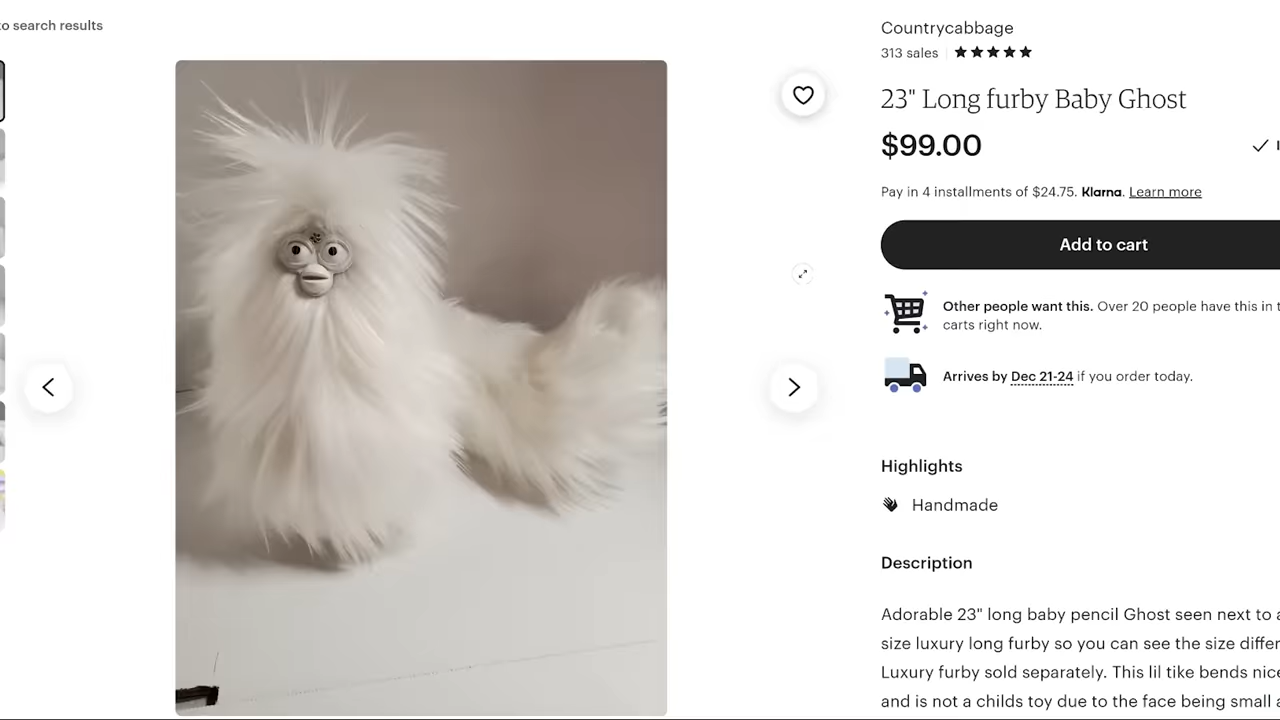 to search results
Countrycabbage
313 sales
23" Long furby Baby Ghost
$99.00
Pay in 4 installments of $24.75. Klarna. Learn more
Add to cart
Other people want this. Over 20 people have this in
carts right now.
Arrives by Dec 21-24 if you order today.
Highlights
Handmade
Description
Adorable 23" long baby pencil Ghost seen next to
size luxury long furby so you can see the size
Luxury furby sold separately. This lil tike bends
and is not a childs toy due to the face being small